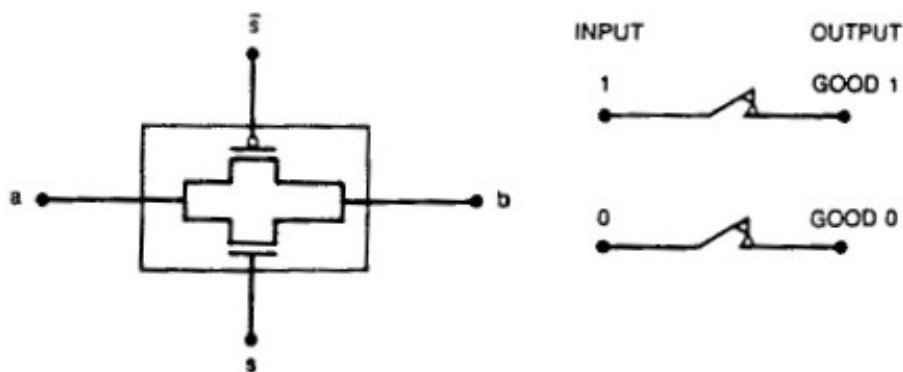 s̅
INPUT OUTPUT
1 GOOD 1
a b
0 GOOD 0
s